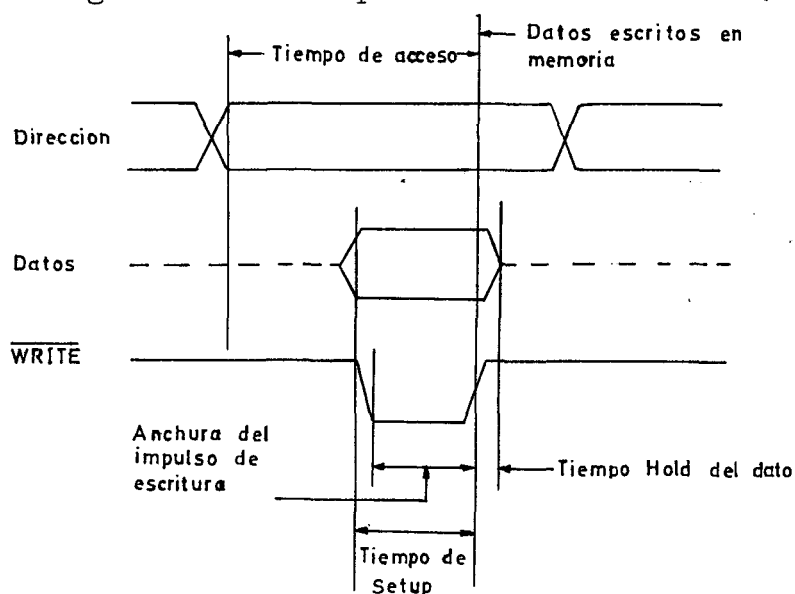 Datos escritos en
memoria
Tiempo de acceso
Direccion
Datos
WRITE
Anchura del
impulso de
escritura
Tiempo Hold del dato
Tiempo de
Setup